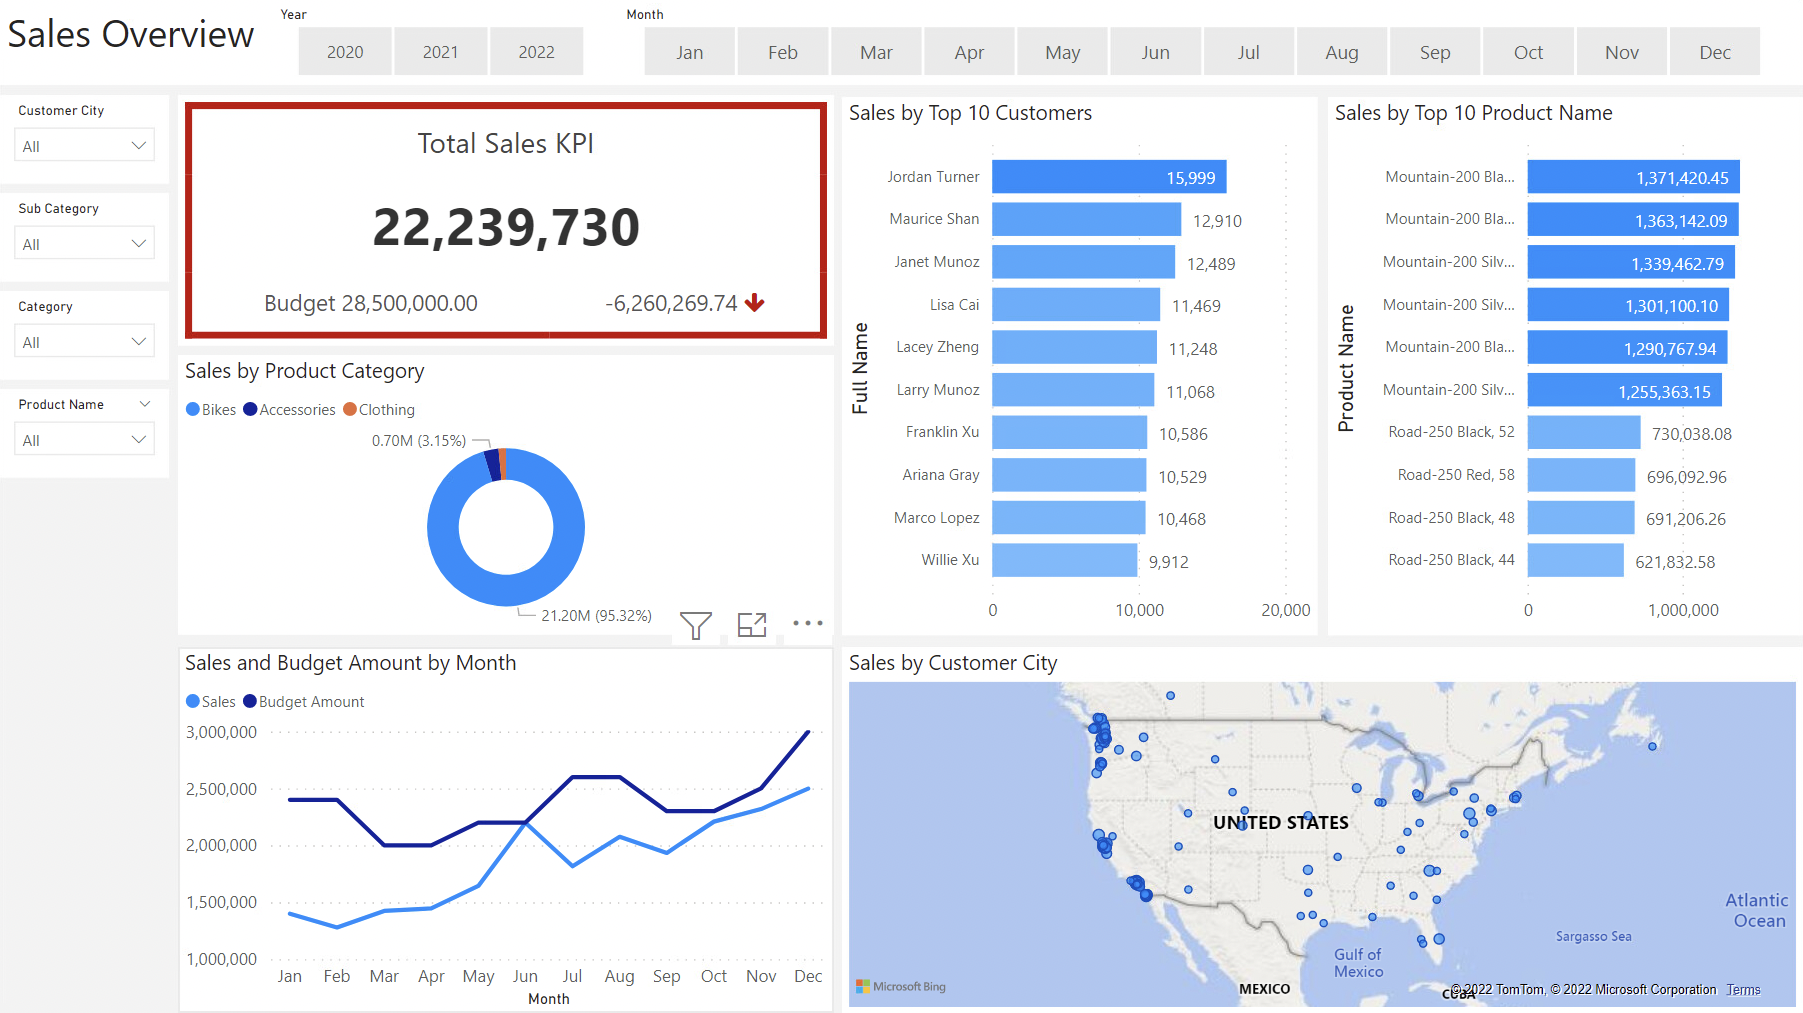 Sales Overview
Year
2020 2021 2022
Month
Jan Feb Mar Apr May Jun Jul Aug Sep Oct Nov Dec
Customer City
All
Sub Category
All
Category
All
Product Name
All
Total Sales KPI
22,239,730
Budget 28,500,000.00 -6,260,269.74
Sales by Product Category
Bikes Accessories Clothing
0.70M (3.15%)
21.20M (95.32%)
Sales and Budget Amount by Month
Sales Budget Amount
3,000,000
2,500,000
2,000,000
1,500,000
1,000,000
Jan Feb Mar Apr May Jun Jul Aug Sep Oct Nov Dec
Month
Sales by Top 10 Customers
Full Name
Jordan Turner 15,999
Maurice Shan 12,910
Janet Munoz 12,489
Lisa Cai 11,469
Lacey Zheng 11,248
Larry Munoz 11,068
Franklin Xu 10,586
Ariana Gray 10,529
Marco Lopez 10,468
Willie Xu 9,912
0 10,000 20,000
Sales by Top 10 Product Name
Product Name
Mountain-200 Bla... 1,371,420.45
Mountain-200 Bla... 1,363,142.09
Mountain-200 Silv... 1,339,462.79
Mountain-200 Silv... 1,301,100.10
Mountain-200 Bla... 1,290,767.94
Mountain-200 Silv... 1,255,363.15
Road-250 Black, 52 730,038.08
Road-250 Red, 58 696,092.96
Road-250 Black, 48 691,206.26
Road-250 Black, 44 621,832.58
0 1,000,000
Sales by Customer City
UNITED STATES
Atlantic
Ocean
Sargasso Sea
Gulf of
Mexico
MEXICO
CUBA
Microsoft Bing
© 2022 TomTom, © 2022 Microsoft Corporation Terms